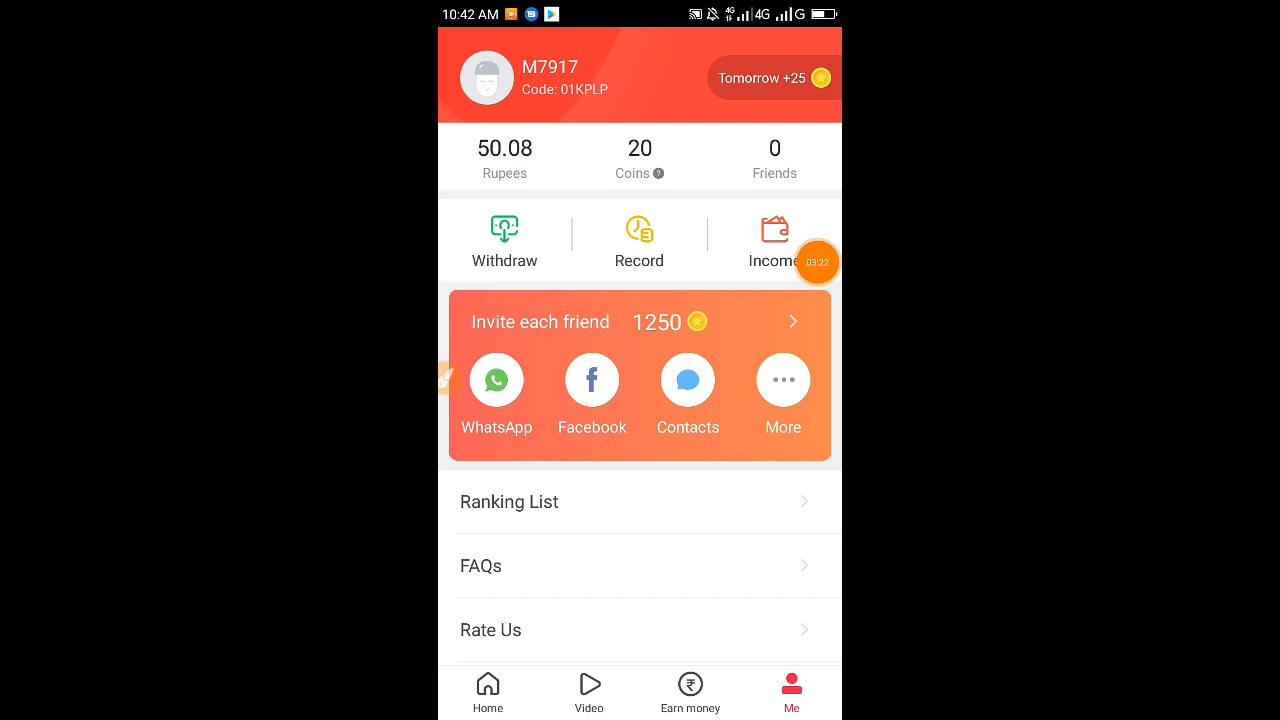 10:42 AM 4G 4G G
M7917
Code: 01KPLP
Tomorrow +25
50.08 20 0
Rupees Coins ? Friends
Withdraw Record Income
03:22
Invite each friend 1250
WhatsApp Facebook Contacts More
Ranking List
FAQs
Rate Us
Home Video Earn money Me